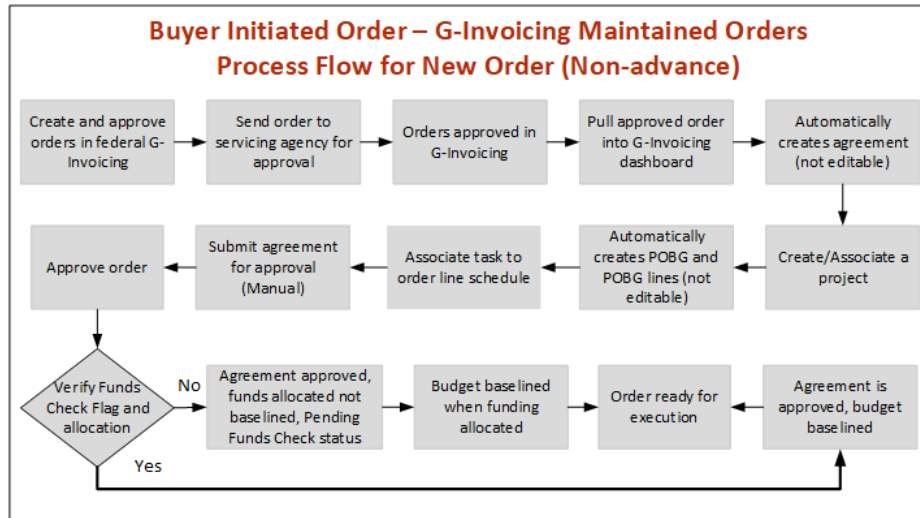 Buyer Initiated Order – G-Invoicing Maintained Orders
Process Flow for New Order (Non-advance)
Create and approve
orders in federal G-
Invoicing
Send order to
servicing agency for
approval
Orders approved in
G-Invoicing
Pull approved order
into G-Invoicing
dashboard
Automatically
creates agreement
(not editable)
Create/Associate a
project
Automatically
creates POBG and
POBG lines (not
editable)
Associate task to
order line schedule
Submit agreement
for approval
(Manual)
Approve order
Verify Funds
Check Flag and
allocation
No
Agreement approved,
funds allocated not
baselined, Pending
Funds Check status
Budget baselined
when funding
allocated
Order ready for
execution
Agreement is
approved, budget
baselined
Yes